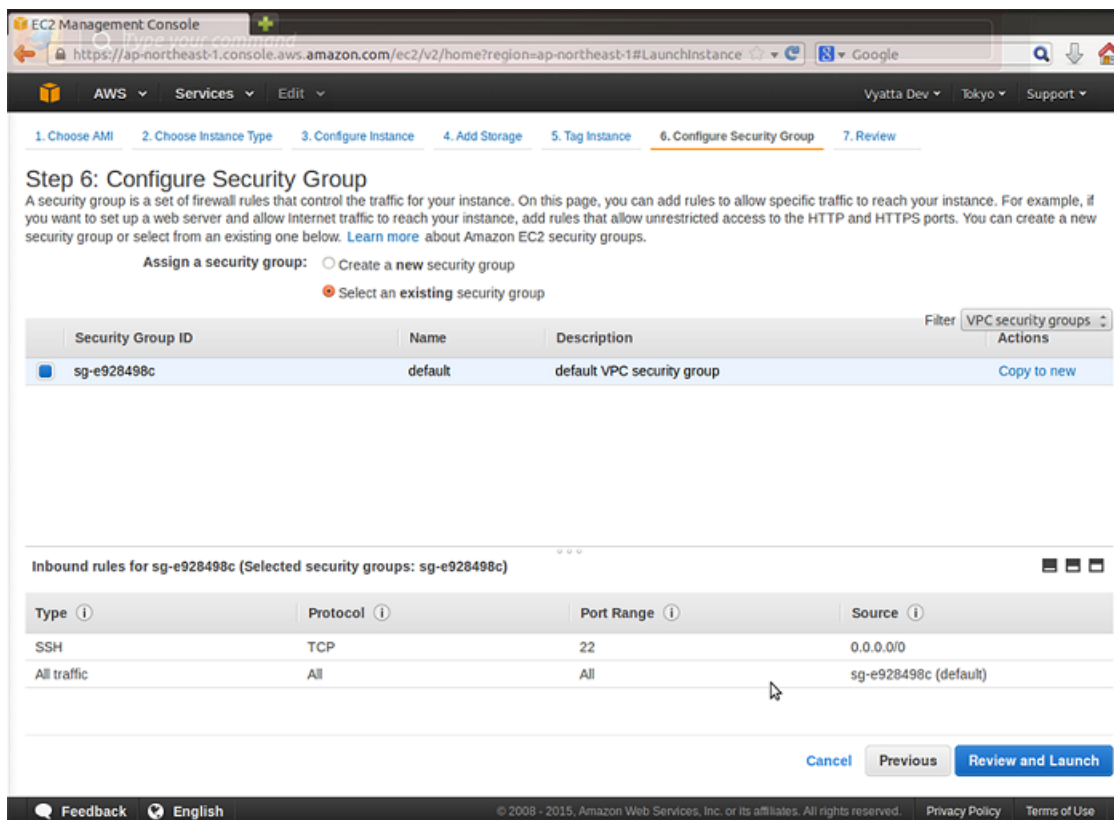 EC2 Management Console
Type your command
https://ap-northeast-1.console.aws.amazon.com/ec2/v2/home?region=ap-northeast-1#LaunchInstance
Google
AWS Services Edit Vyatta Dev Tokyo Support
1. Choose AMI 2. Choose Instance Type 3. Configure Instance 4. Add Storage 5. Tag Instance 6. Configure Security Group 7. Review
Step 6: Configure Security Group
A security group is a set of firewall rules that control the traffic for your instance. On this page, you can add rules to allow specific traffic to reach your instance. For example, if
you want to set up a web server and allow Internet traffic to reach your instance, add rules that allow unrestricted access to the HTTP and HTTPS ports. You can create a new
security group or select from an existing one below. Learn more about Amazon EC2 security groups.
Assign a security group: Create a new security group
Select an existing security group
Filter VPC security groups
Security Group ID Name Description Actions
sg-e928498c default default VPC security group Copy to new
Inbound rules for sg-e928498c (Selected security groups: sg-e928498c)
Type Protocol Port Range Source
SSH TCP 22 0.0.0.0/0
All traffic All All sg-e928498c (default)
Cancel Previous Review and Launch
Feedback English © 2008 - 2015, Amazon Web Services, Inc. or its affiliates. All rights reserved. Privacy Policy Terms of Use